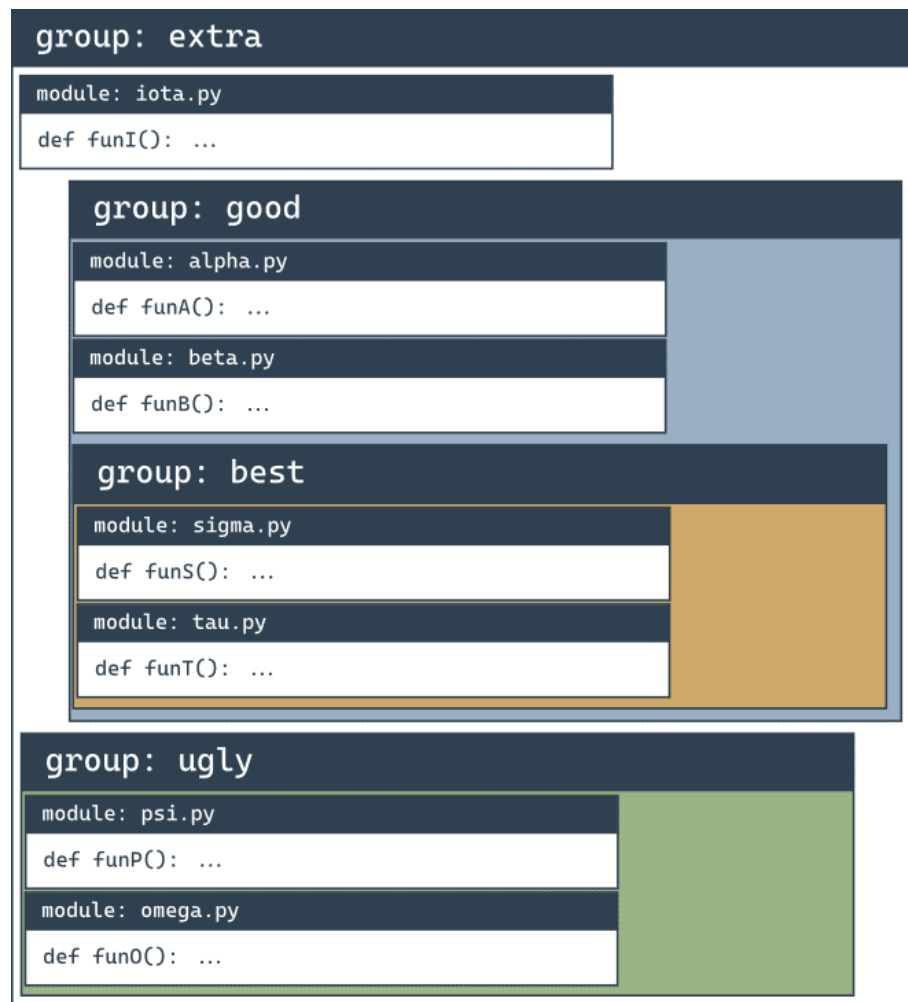 group: extra
module: iota.py
def funI(): ...
group: good
module: alpha.py
def funA(): ...
module: beta.py
def funB(): ...
group: best
module: sigma.py
def funS(): ...
module: tau.py
def funT(): ...
group: ugly
module: psi.py
def funP(): ...
module: omega.py
def funO(): ...